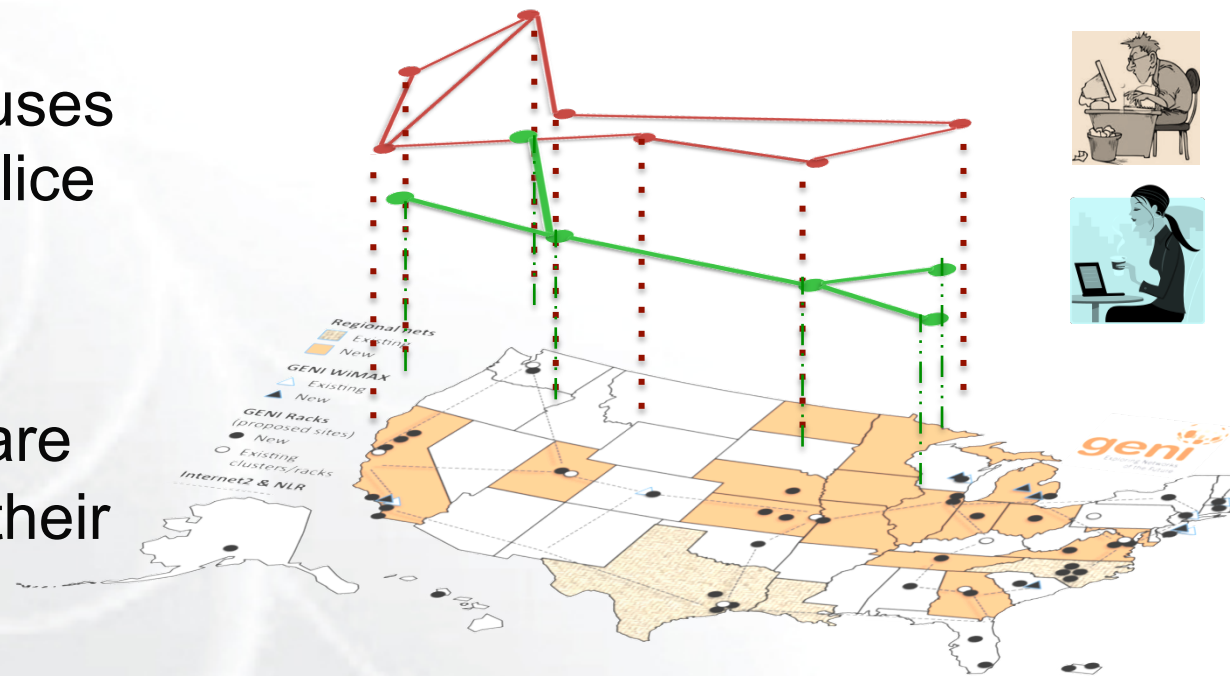 uses
lice
are
their
Regional nets
Existing
New
GENI WiMAX
Existing
New
GENI Racks
(proposed sites)
New
Existing
clusters/racks
Internet2 & NLR
geni